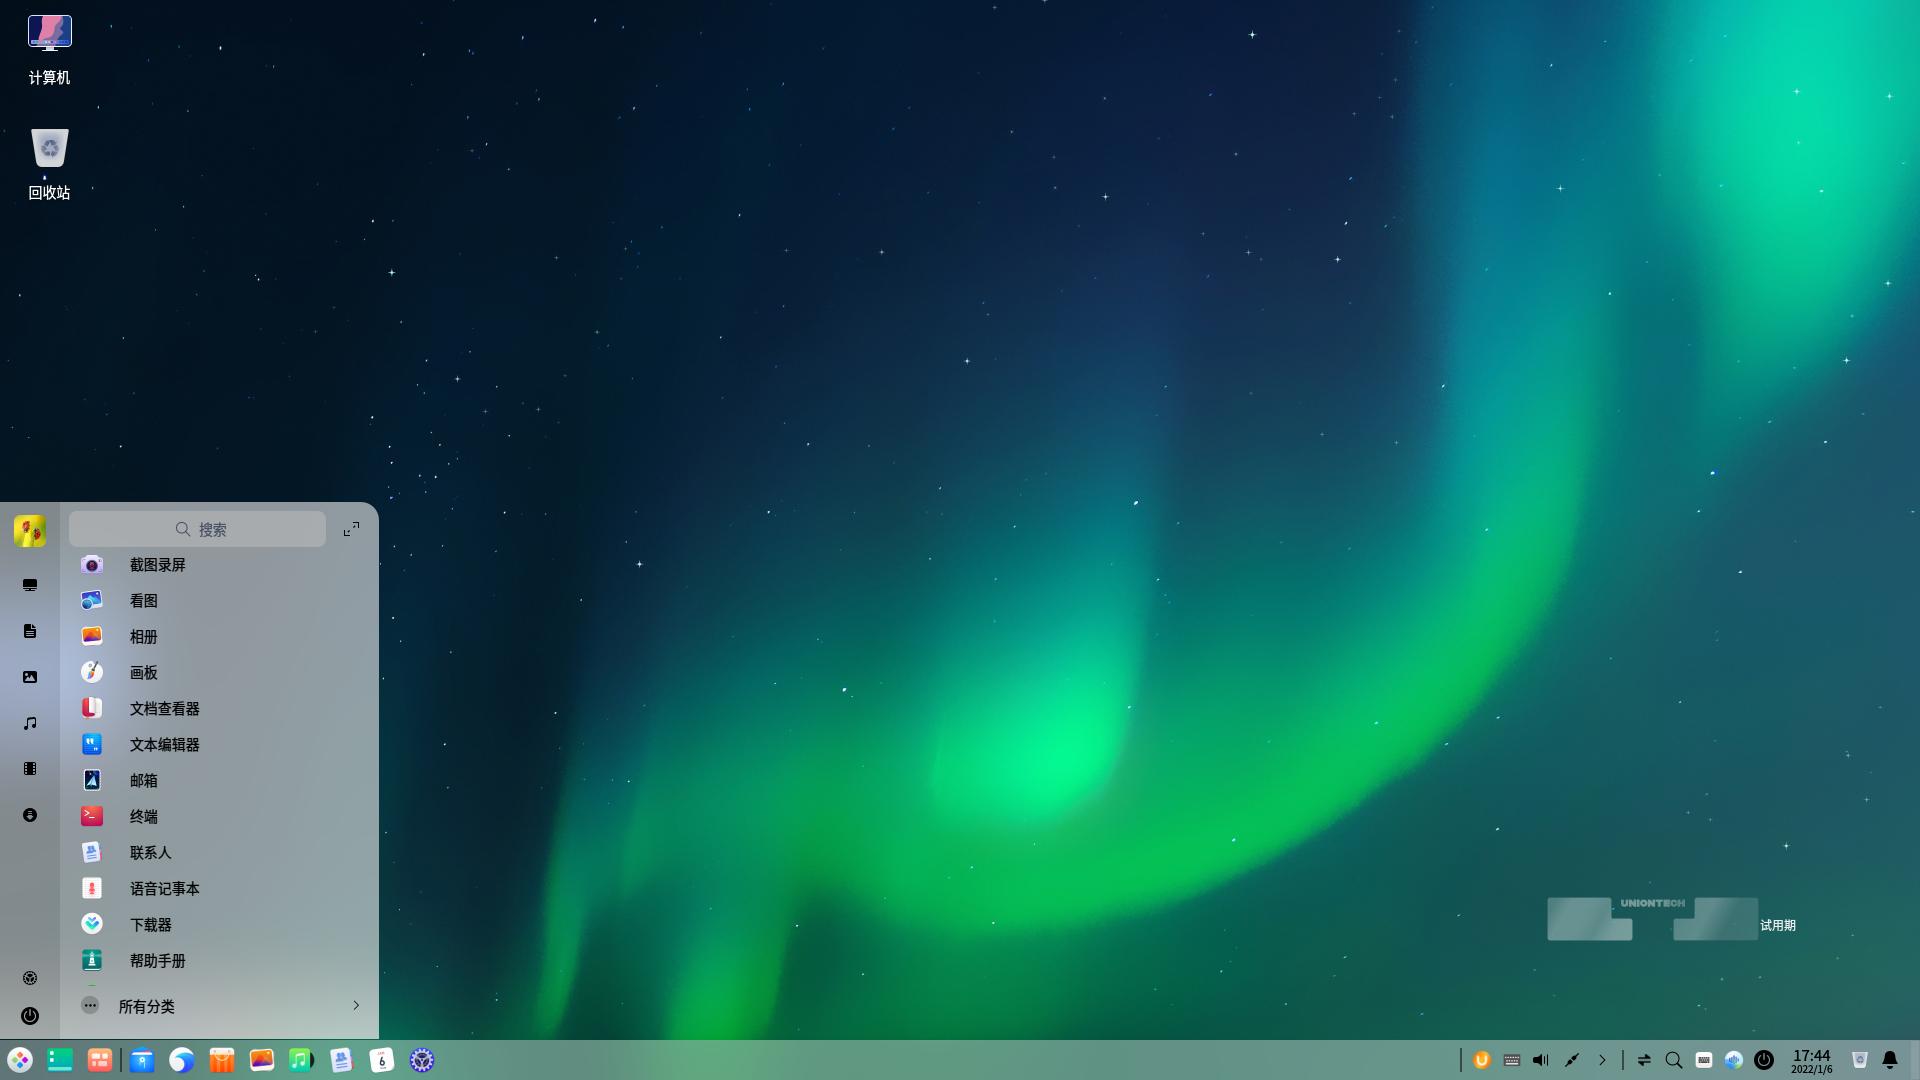 计算机
回收站
搜索
截图录屏
看图
相册
画板
文档查看器
文本编辑器
邮箱
终端
联系人
语音记事本
下载器
帮助手册
所有分类
UNIONTECH
试用期
6
17:44
2022/1/6